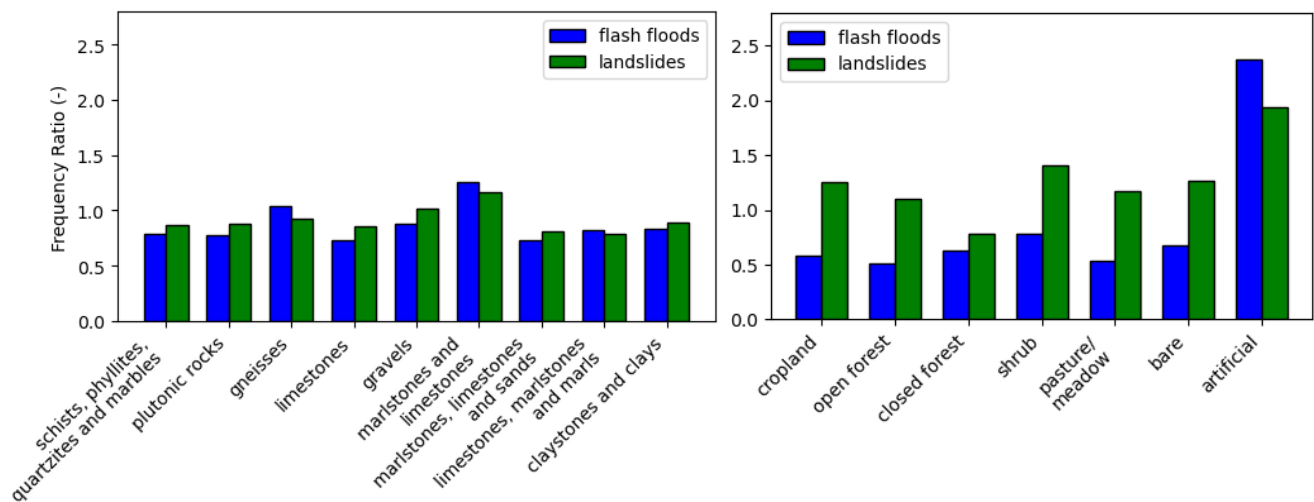 Frequency Ratio (-)
2.5
2.0
1.5
1.0
0.5
0.0
flash floods
landslides
schists, phyllites,
quartzites and marbles
plutonic rocks
gneisses
limestones
gravels
marlstones and
limestones
marlstones, limestones
and sands
limestones, marlstones
and marls
claystones and clays
2.5
2.0
1.5
1.0
0.5
0.0
flash floods
landslides
cropland
open forest
closed forest
shrub
pasture/
meadow
bare
artificial